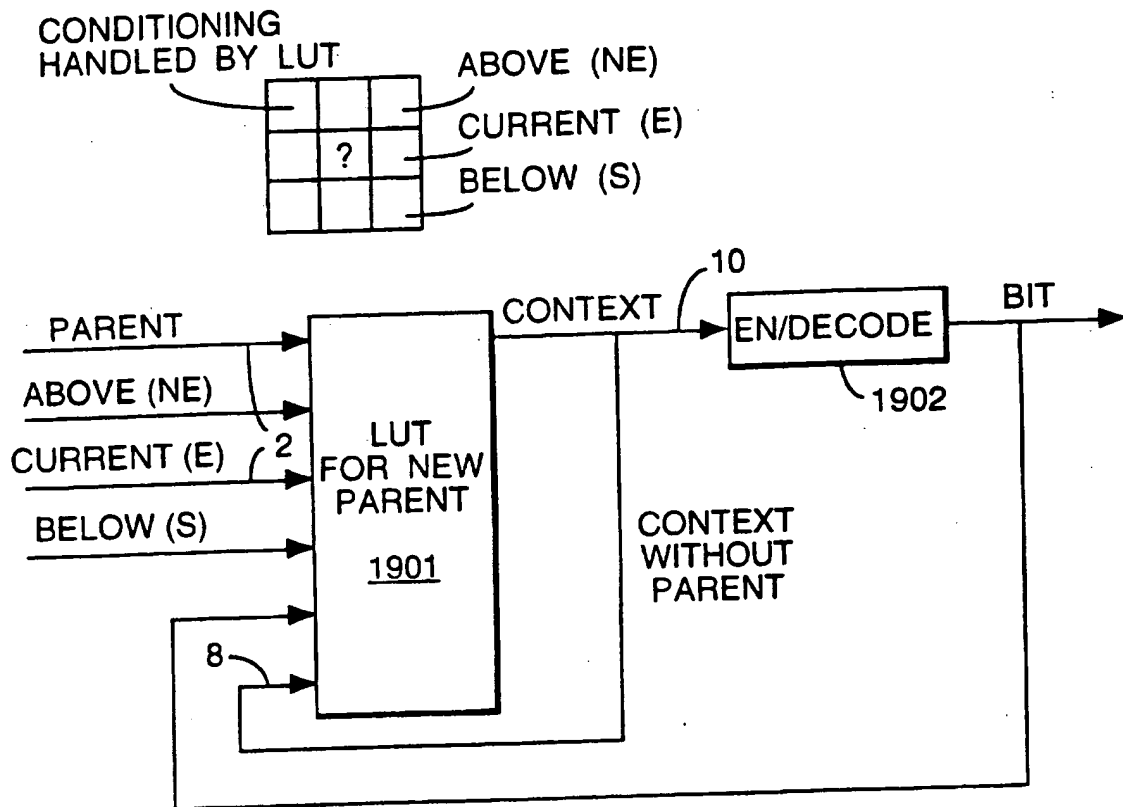 CONDITIONING
HANDLED BY LUT
ABOVE (NE)
CURRENT (E)
?
BELOW (S)
10
CONTEXT
BIT
PARENT
EN/DECODE
1902
ABOVE (NE)
2
CURRENT (E)
LUT
FOR NEW
PARENT
1901
BELOW (S)
CONTEXT
WITHOUT
PARENT
8